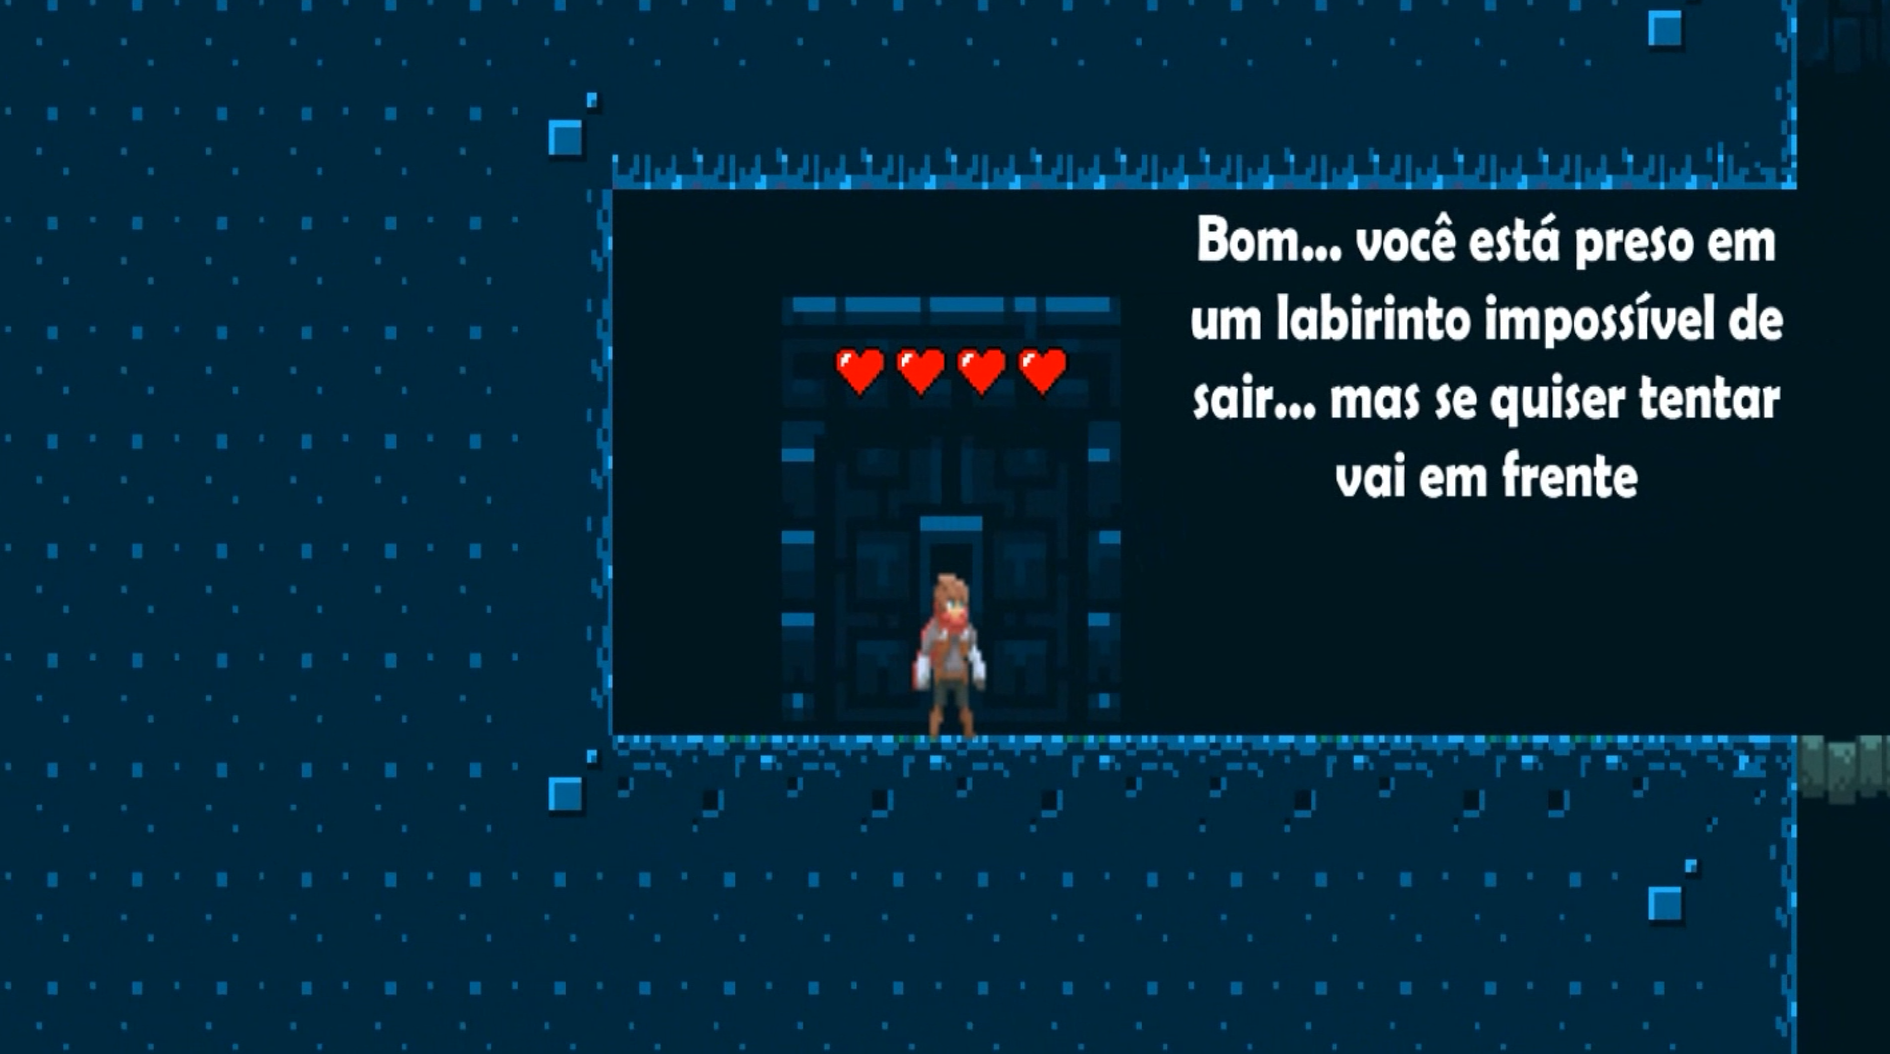 Bom... você está preso em
um labirinto impossível de
sair... mas se quiser tentar
vai em frente